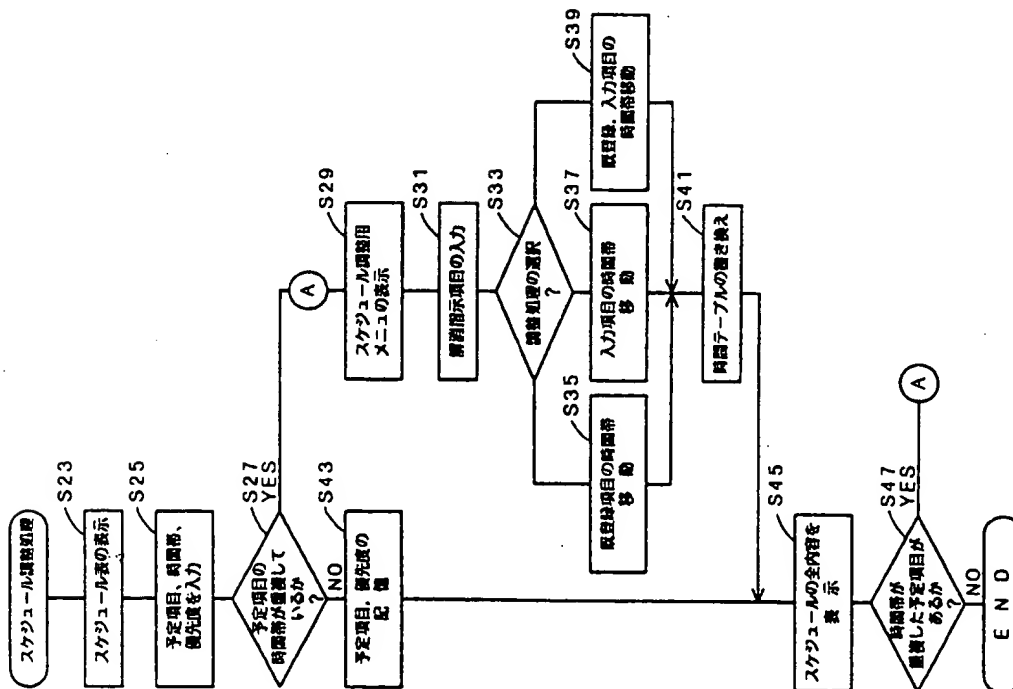 スケジュール調整処理
S23
スケジュール表の表示
S25
予定項目、時間帯、
優先度を入力
S27
予定項目の
時間帯が重複して
いるか
?
YES
NO
S43
予定項目、優先度の
記憶
A
S29
スケジュール調整用
メニュの表示
S31
解消指示項目の入力
S33
調整処理の選択
?
S35
既登録項目の時間帯
移動
S37
入力項目の時間帯
移動
S39
既登録、入力項目の
時間帯移動
S41
時間テーブルの書き換え
S45
スケジュールの全内容を
表示
S47
時間帯が
重複した予定項目が
あるか
?
YES
A
NO
END